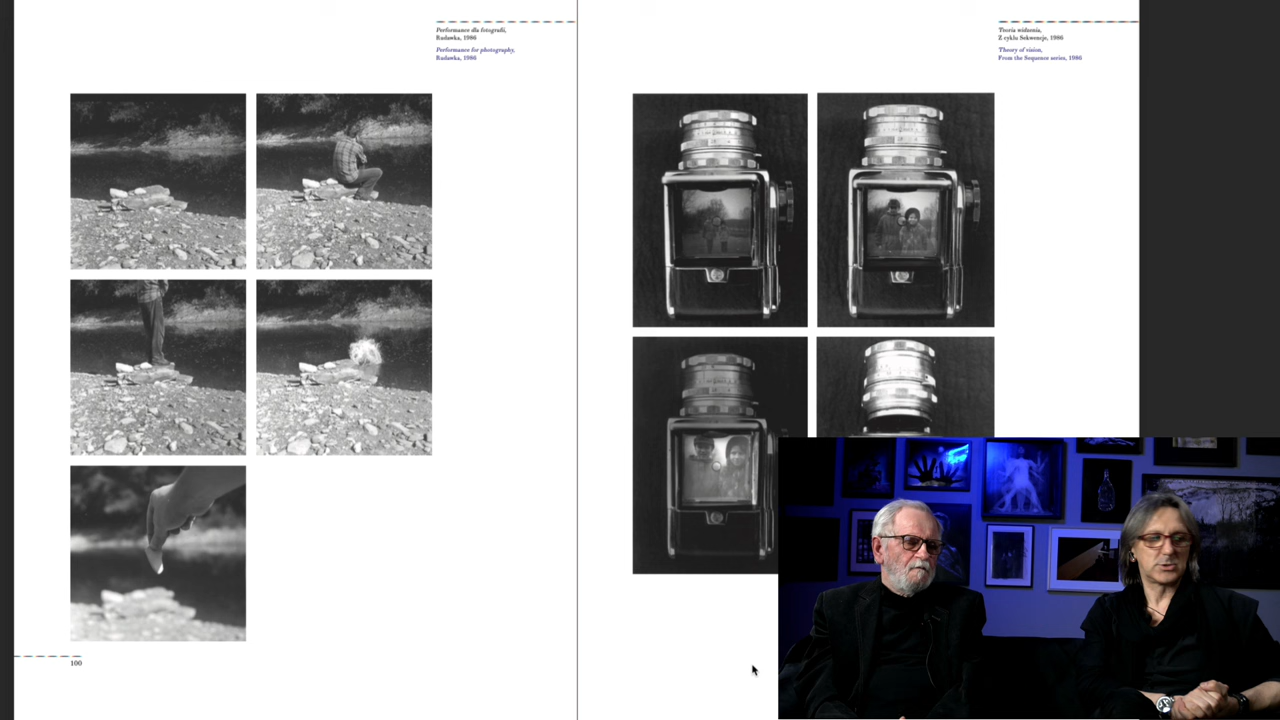 Performance dla fotografii,
Rudawka, 1986
Performance for photography,
Rudawka, 1986
Teoria widzenia,
Z cyklu Sekwencje, 1986
Theory of vision,
From the Sequence series, 1986
100